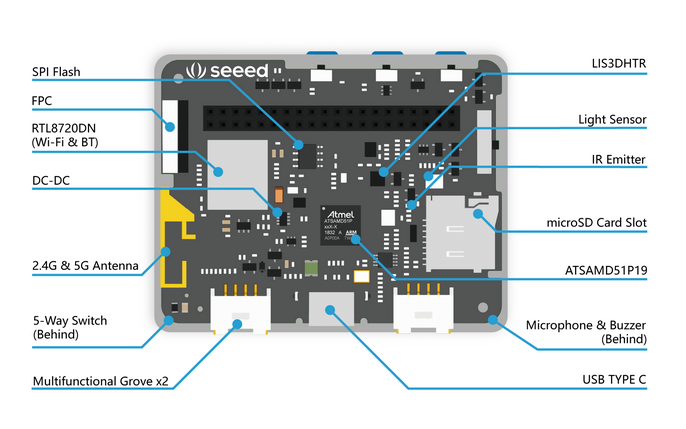 seeed
SPI Flash
FPC
RTL8720DN
(Wi-Fi & BT)
DC-DC
2.4G & 5G Antenna
5-Way Switch
(Behind)
Multifunctional Grove x2
LIS3DHTR
Light Sensor
IR Emitter
microSD Card Slot
ATSAMD51P19
Microphone & Buzzer
(Behind)
USB TYPE C
Atmel
ATSAMD51P
xxX-X
1832 A ARM